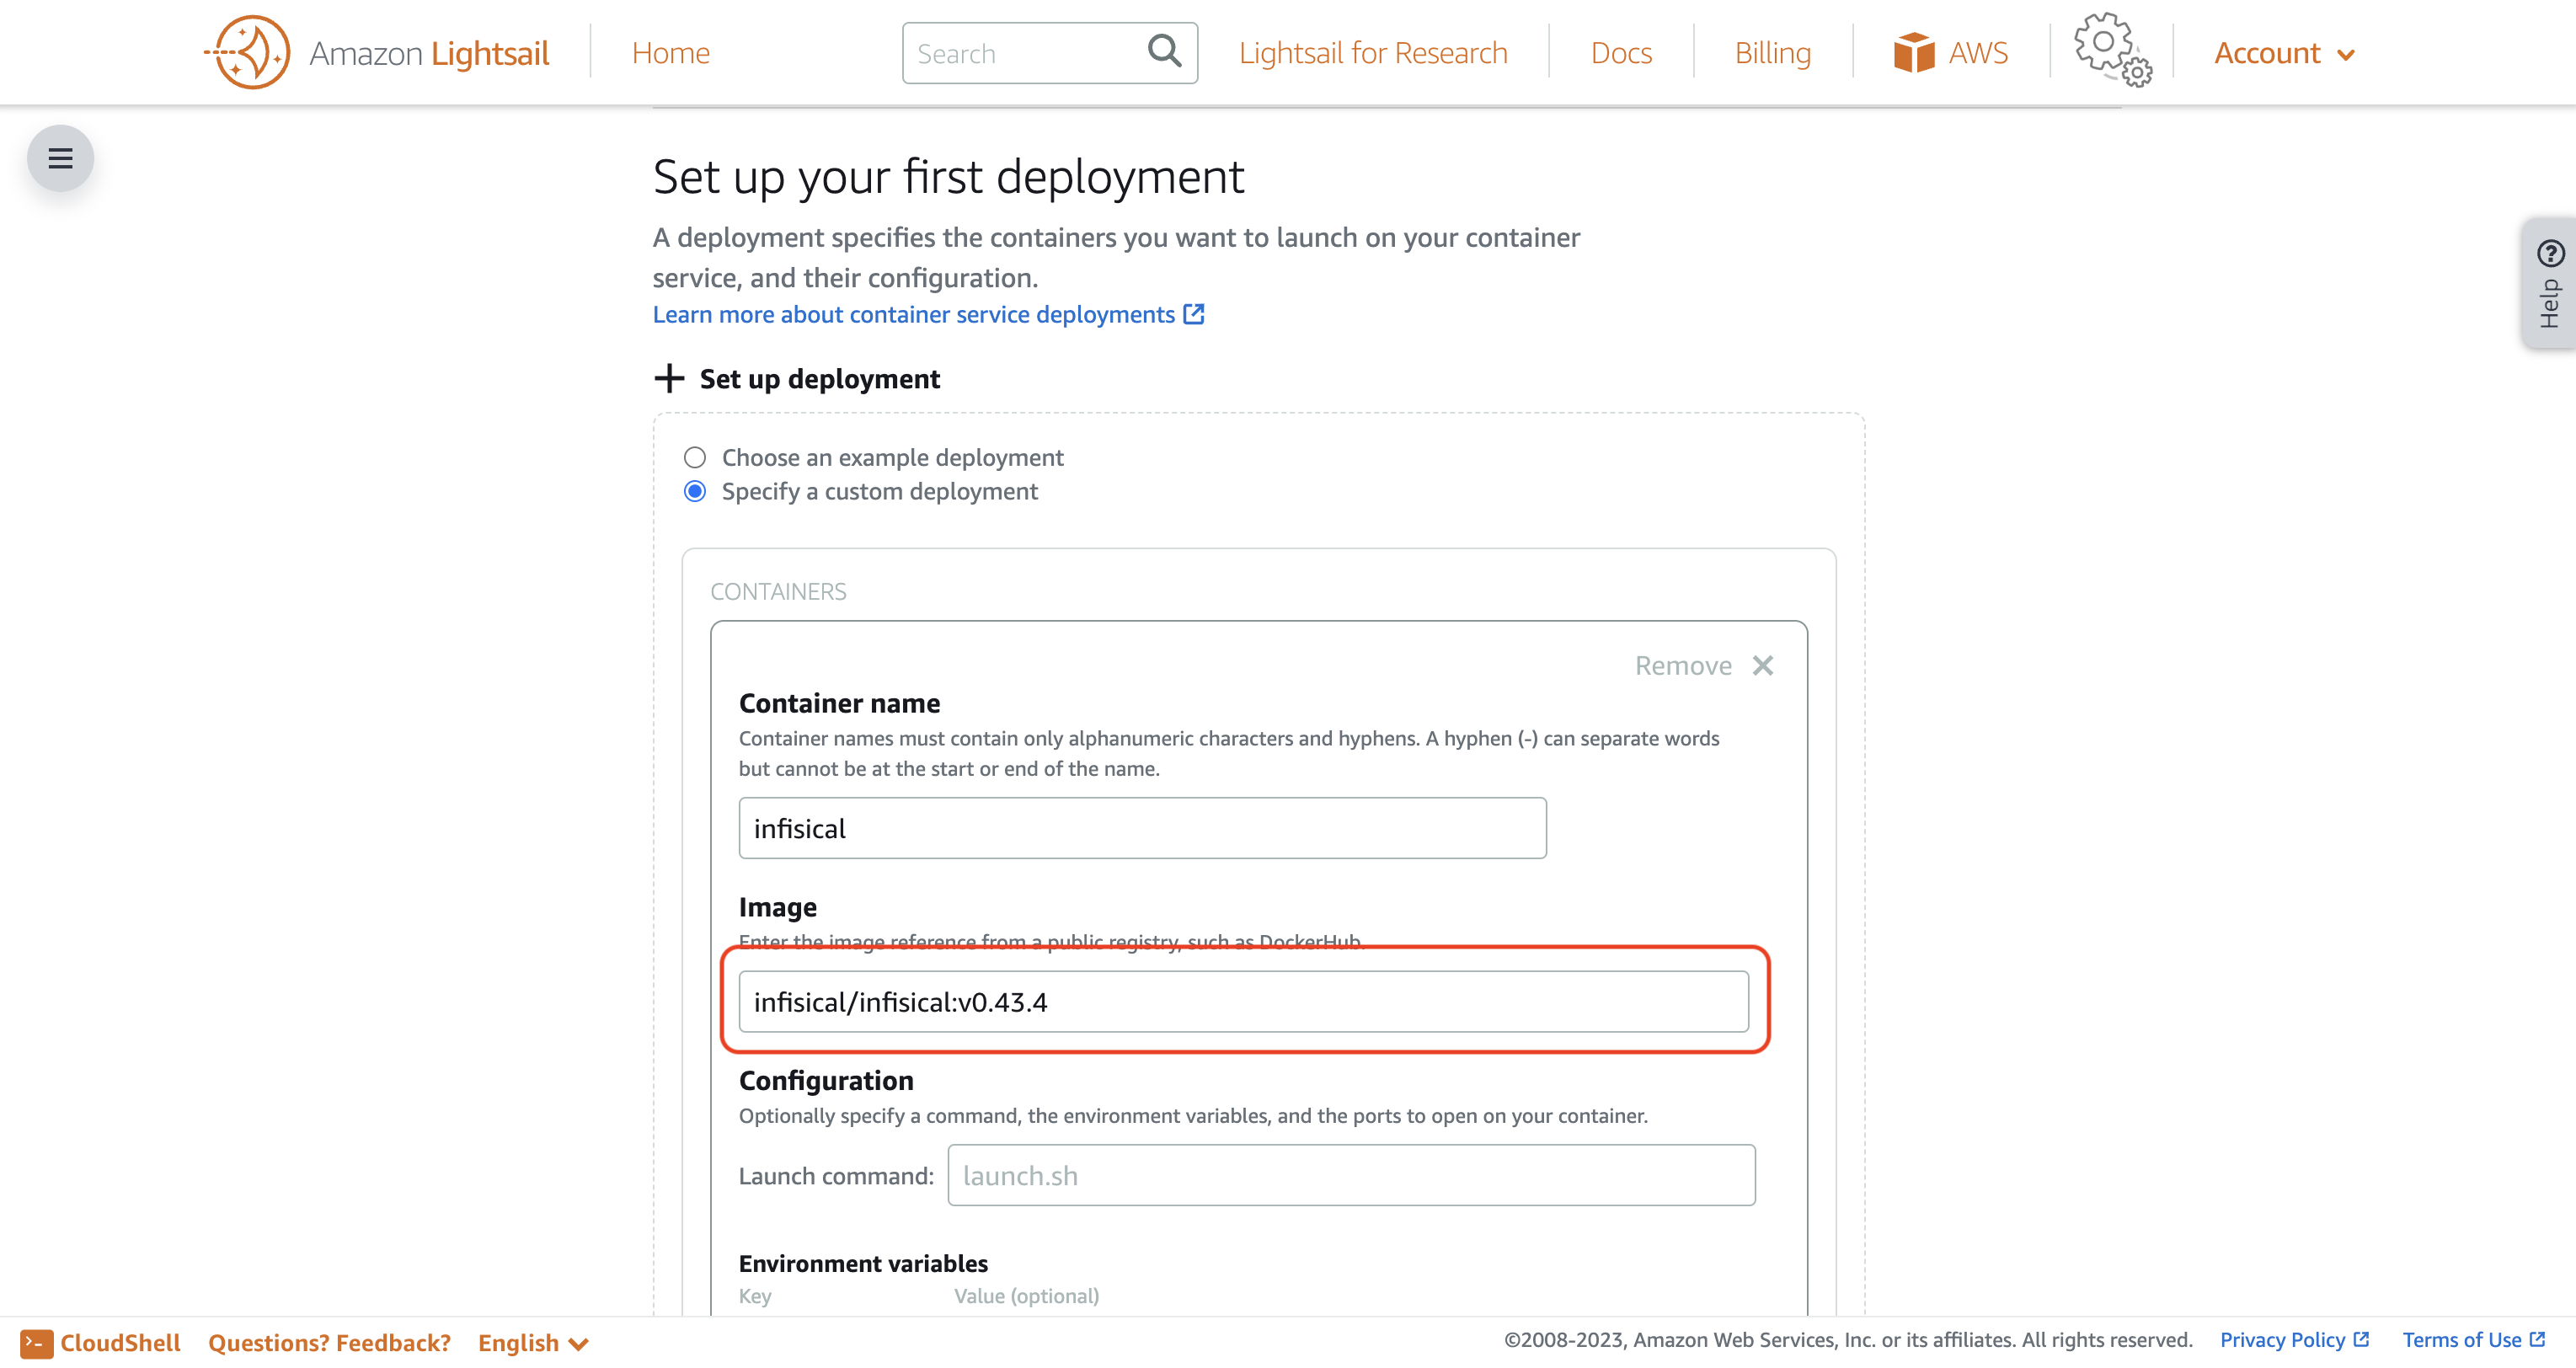 Amazon Lightsail
Home
Search
Lightsail for Research
Docs
Billing
AWS
Account
Help
Set up your first deployment
A deployment specifies the containers you want to launch on your container
service, and their configuration.
Learn more about container service deployments
Set up deployment
Choose an example deployment
Specify a custom deployment
CONTAINERS
Remove
Container name
Container names must contain only alphanumeric characters and hyphens. A hyphen (-) can separate words
but cannot be at the start or end of the name.
infisical
Image
Enter the image reference from a public registry, such as DockerHub.
infisical/infisical:v0.43.4
Configuration
Optionally specify a command, the environment variables, and the ports to open on your container.
Launch command:
launch.sh
Environment variables
Key
Value (optional)
CloudShell
Questions? Feedback?
English
©2008-2023, Amazon Web Services, Inc. or its affiliates. All rights reserved.
Privacy Policy
Terms of Use